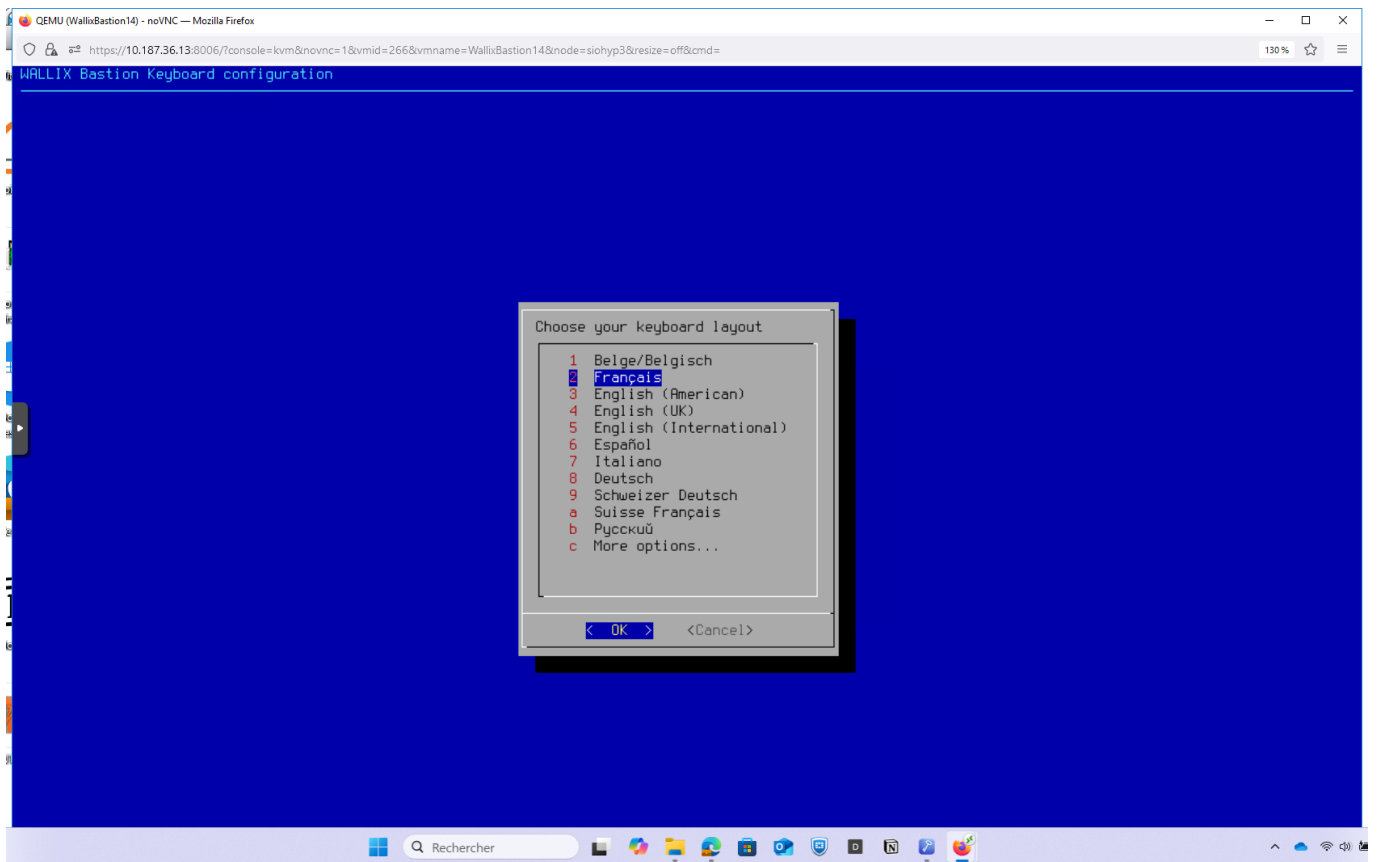 QEMU (WallixBastion14) - noVNC — Mozilla Firefox
https://10.187.36.13:8006/?console=kvm&novnc=1&vmid=266&vmname=WallixBastion14&node=siohyp3&resize=off&cmd=
130 %
WALLIX Bastion Keyboard configuration
Choose your keyboard layout
1 Belge/Belgisch
2 Français
3 English (American)
4 English (UK)
5 English (International)
6 Español
7 Italiano
8 Deutsch
9 Schweizer Deutsch
a Suisse Français
b Русский
c More options...
< OK > <Cancel>
Rechercher